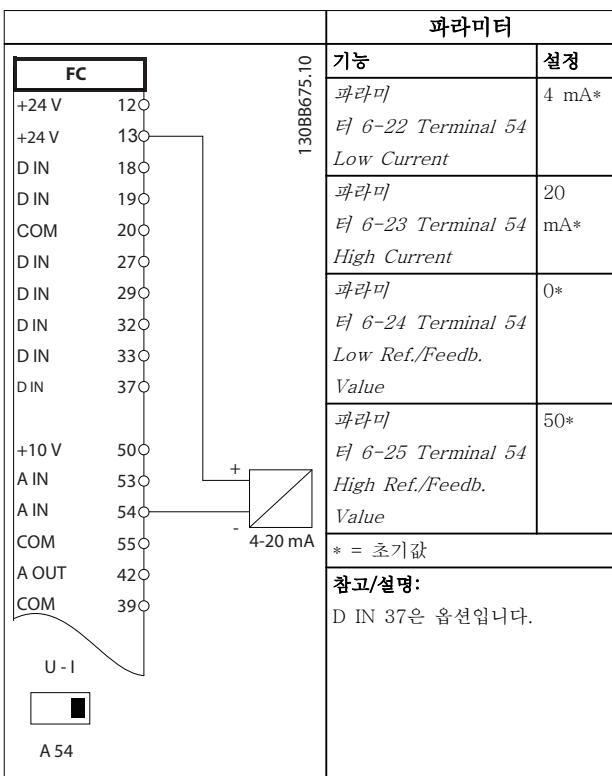 파라미터
기능 설정
파라미
터 6-22 Terminal 54
Low Current
4 mA*
파라미
터 6-23 Terminal 54
High Current
20
mA*
파라미
터 6-24 Terminal 54
Low Ref./Feedb.
Value
0*
파라미
터 6-25 Terminal 54
High Ref./Feedb.
Value
50*
* = 초기값
참고/설명:
D IN 37은 옵션입니다.
FC
130BB675.10
+24 V 12
+24 V 13
D IN 18
D IN 19
COM 20
D IN 27
D IN 29
D IN 32
D IN 33
D IN 37
+10 V 50
A IN 53
A IN 54
COM 55
A OUT 42
COM 39
+
-
4-20 mA
U - I
A 54